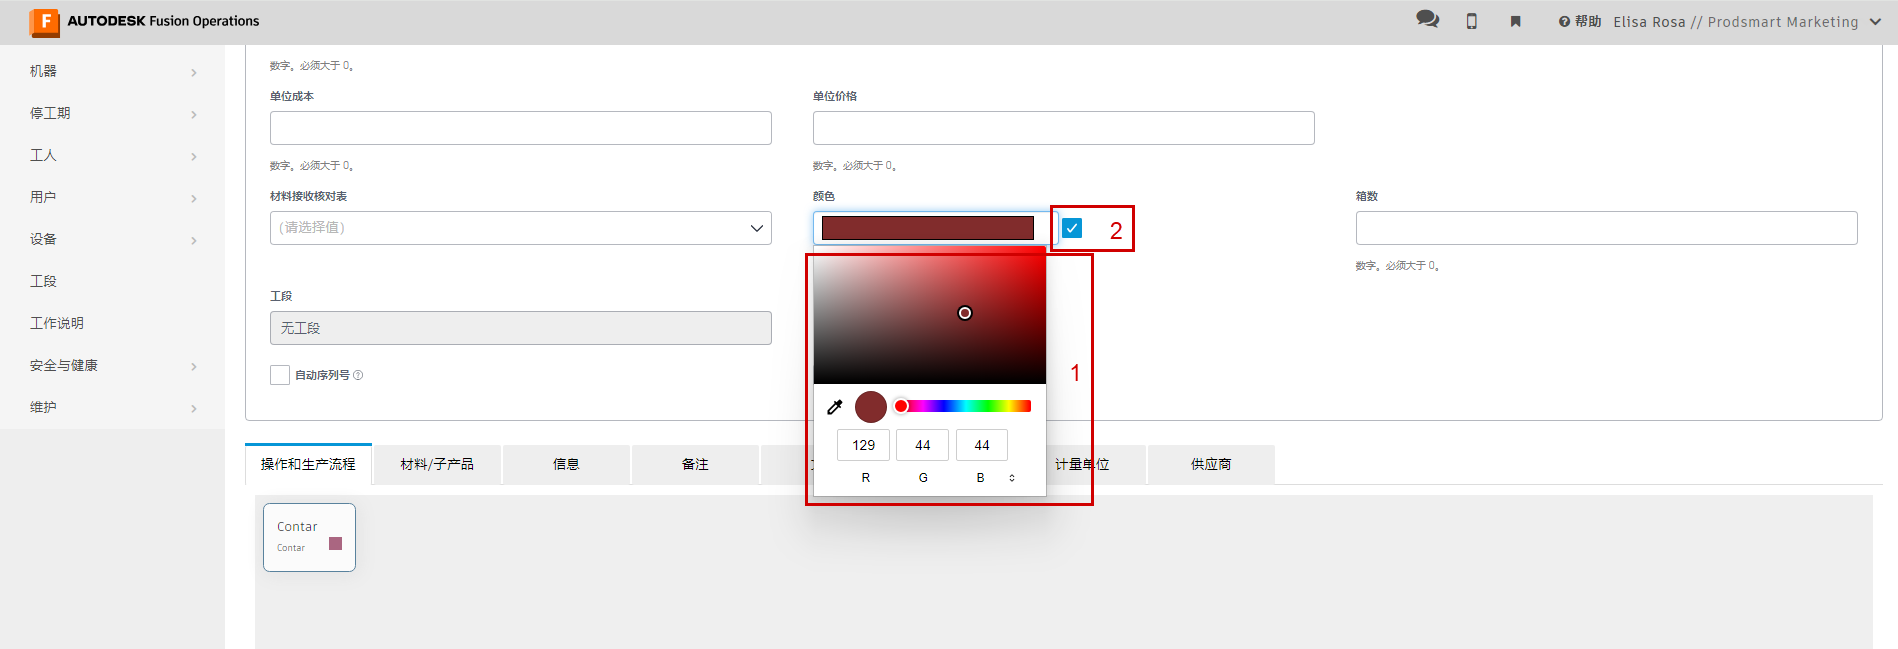 F AUTODESK Fusion Operations
帮助 Elisa Rosa // Prodsmart Marketing
机器
停工期
工人
用户
设备
工段
工作说明
安全与健康
维护
数字。必须大于 0。
单位成本 单位价格
数字。必须大于 0。 数字。必须大于 0。
材料接收核对表 颜色 箱数
(请选择值)
2
数字。必须大于 0。
工段
无工段
1
自动序列号
129 44 44
R G B
操作和生产流程 材料/子产品 信息 备注 计量单位 供应商
Contar
Contar